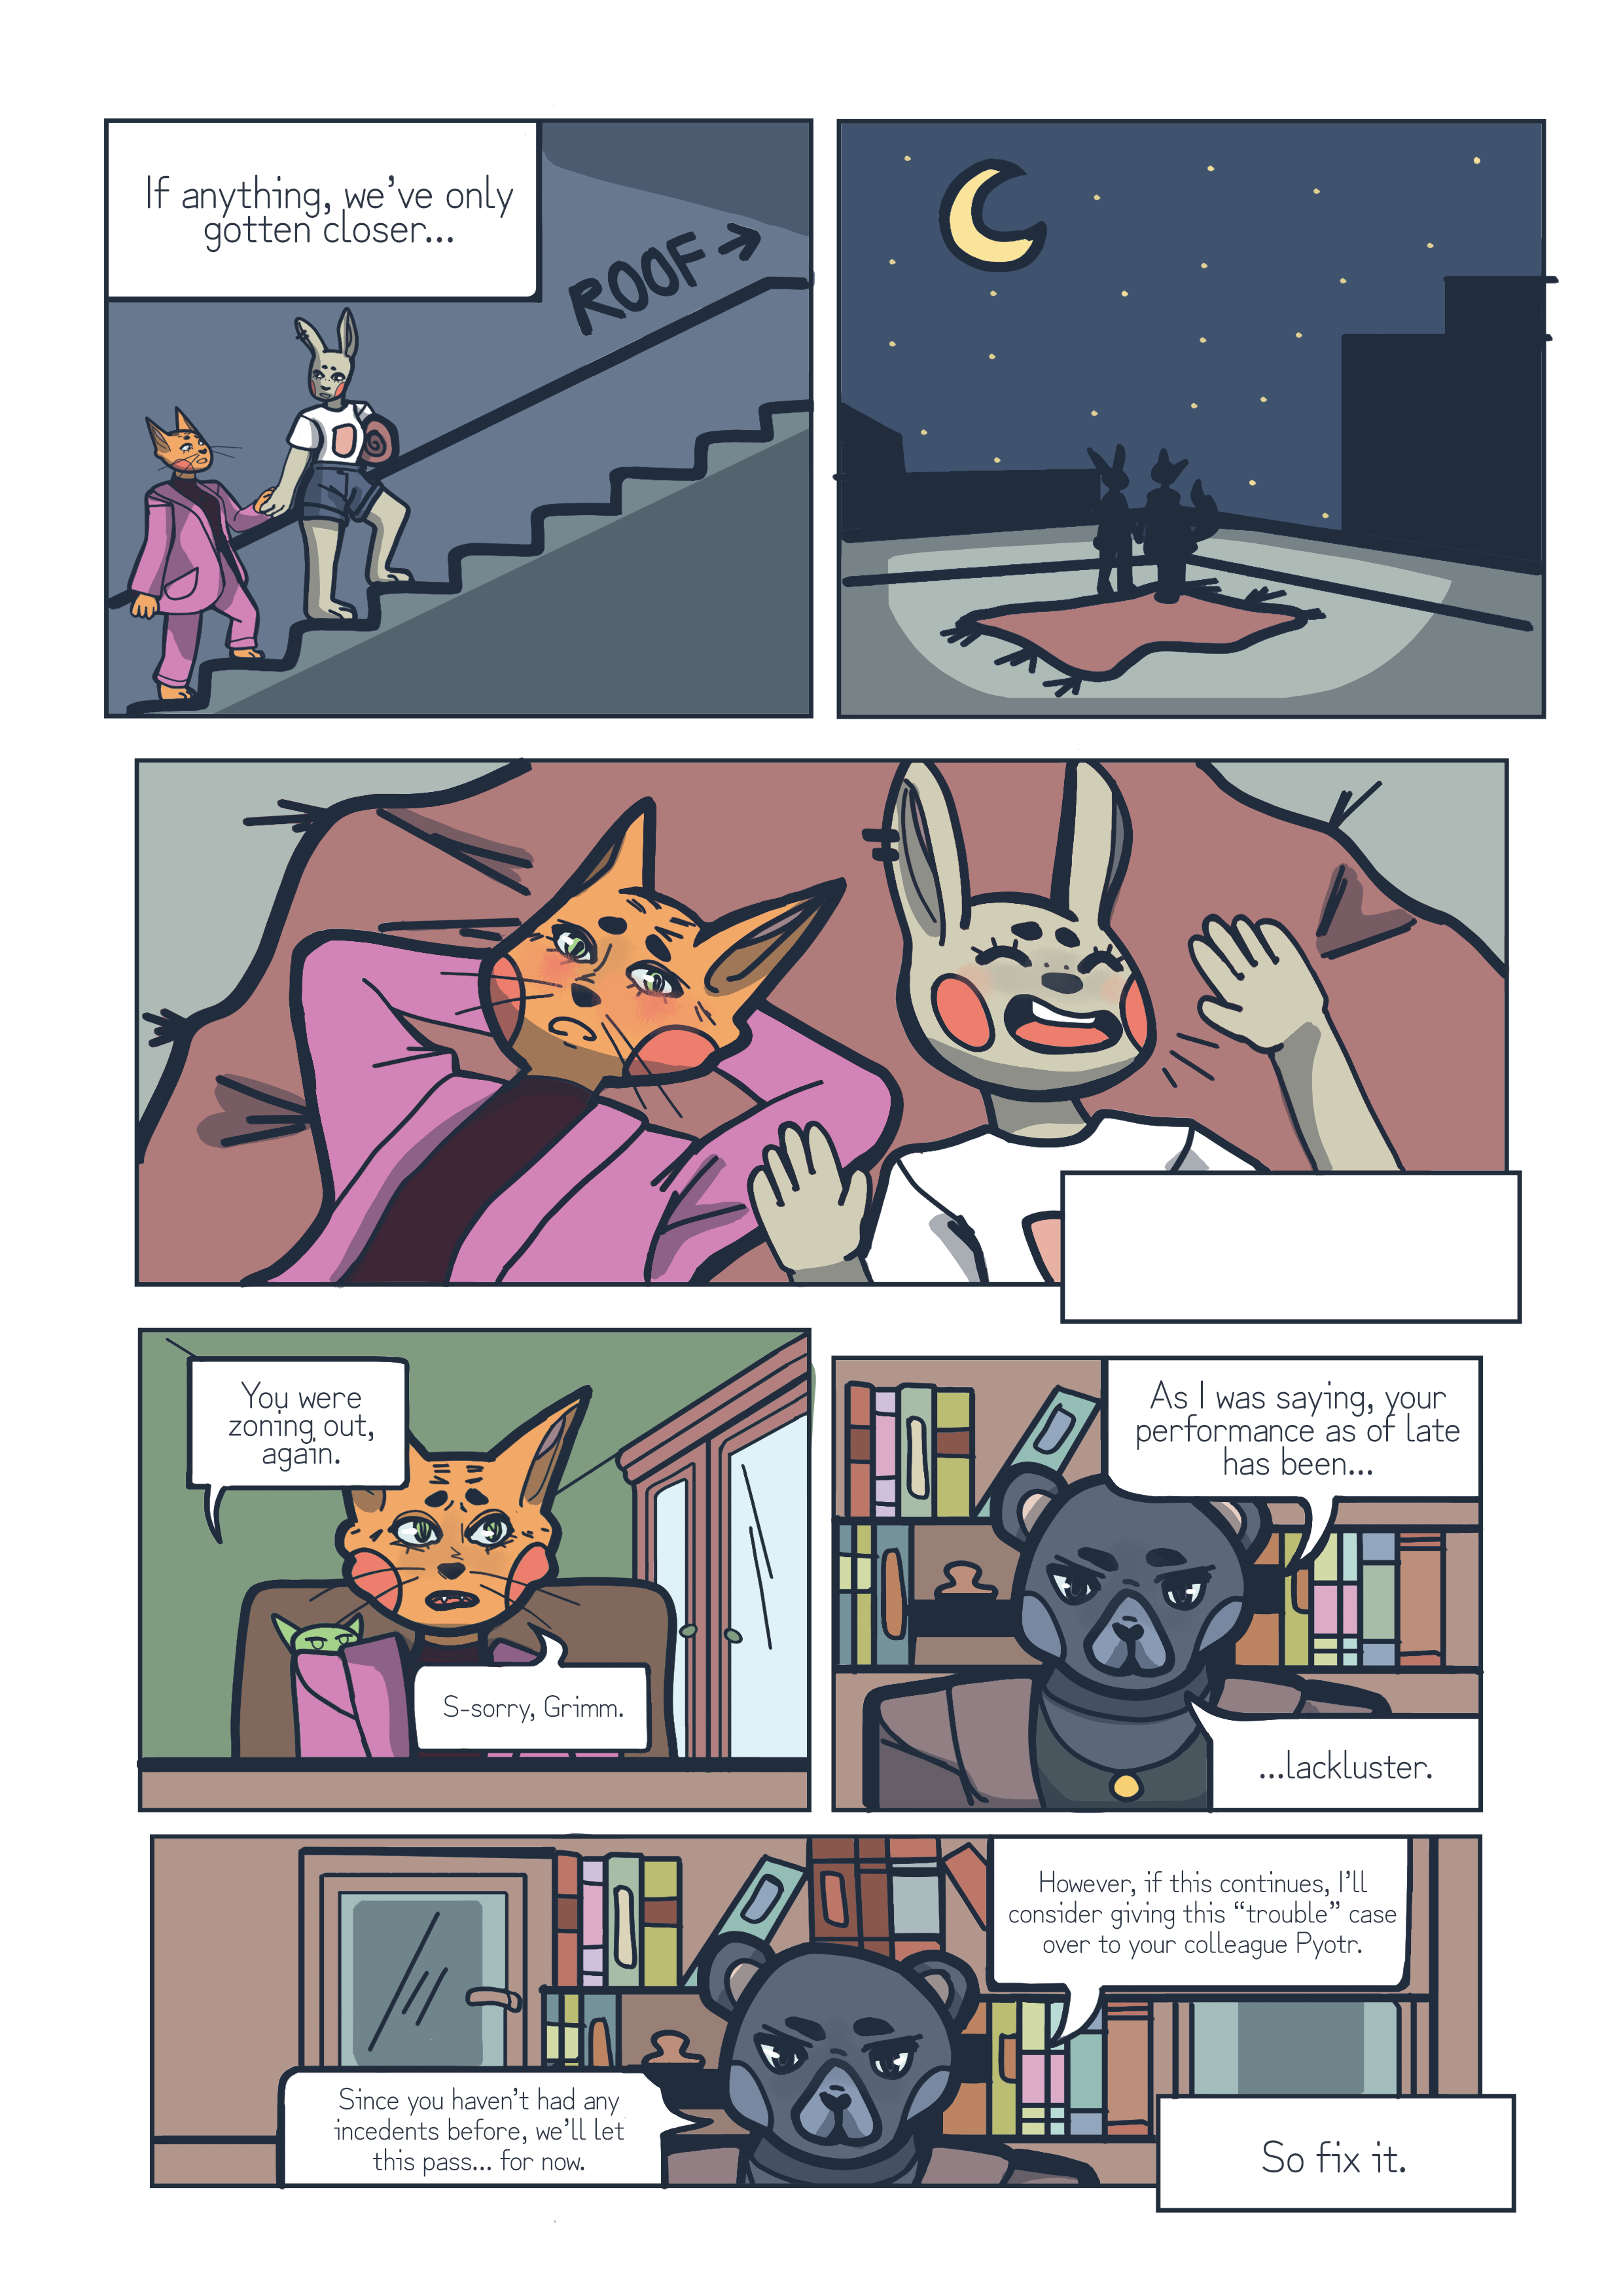 If anything, we've only
gotten closer...
ROOF →
You were
zoning out,
again.
S-sorry, Grimm.
As I was saying, your
performance as of late
has been...
...lackluster.
However, if this continues, I'll
consider giving this "trouble" case
over to your colleague Pyotr.
Since you haven't had any
incedents before, we'll let
this pass... for now.
So fix it.